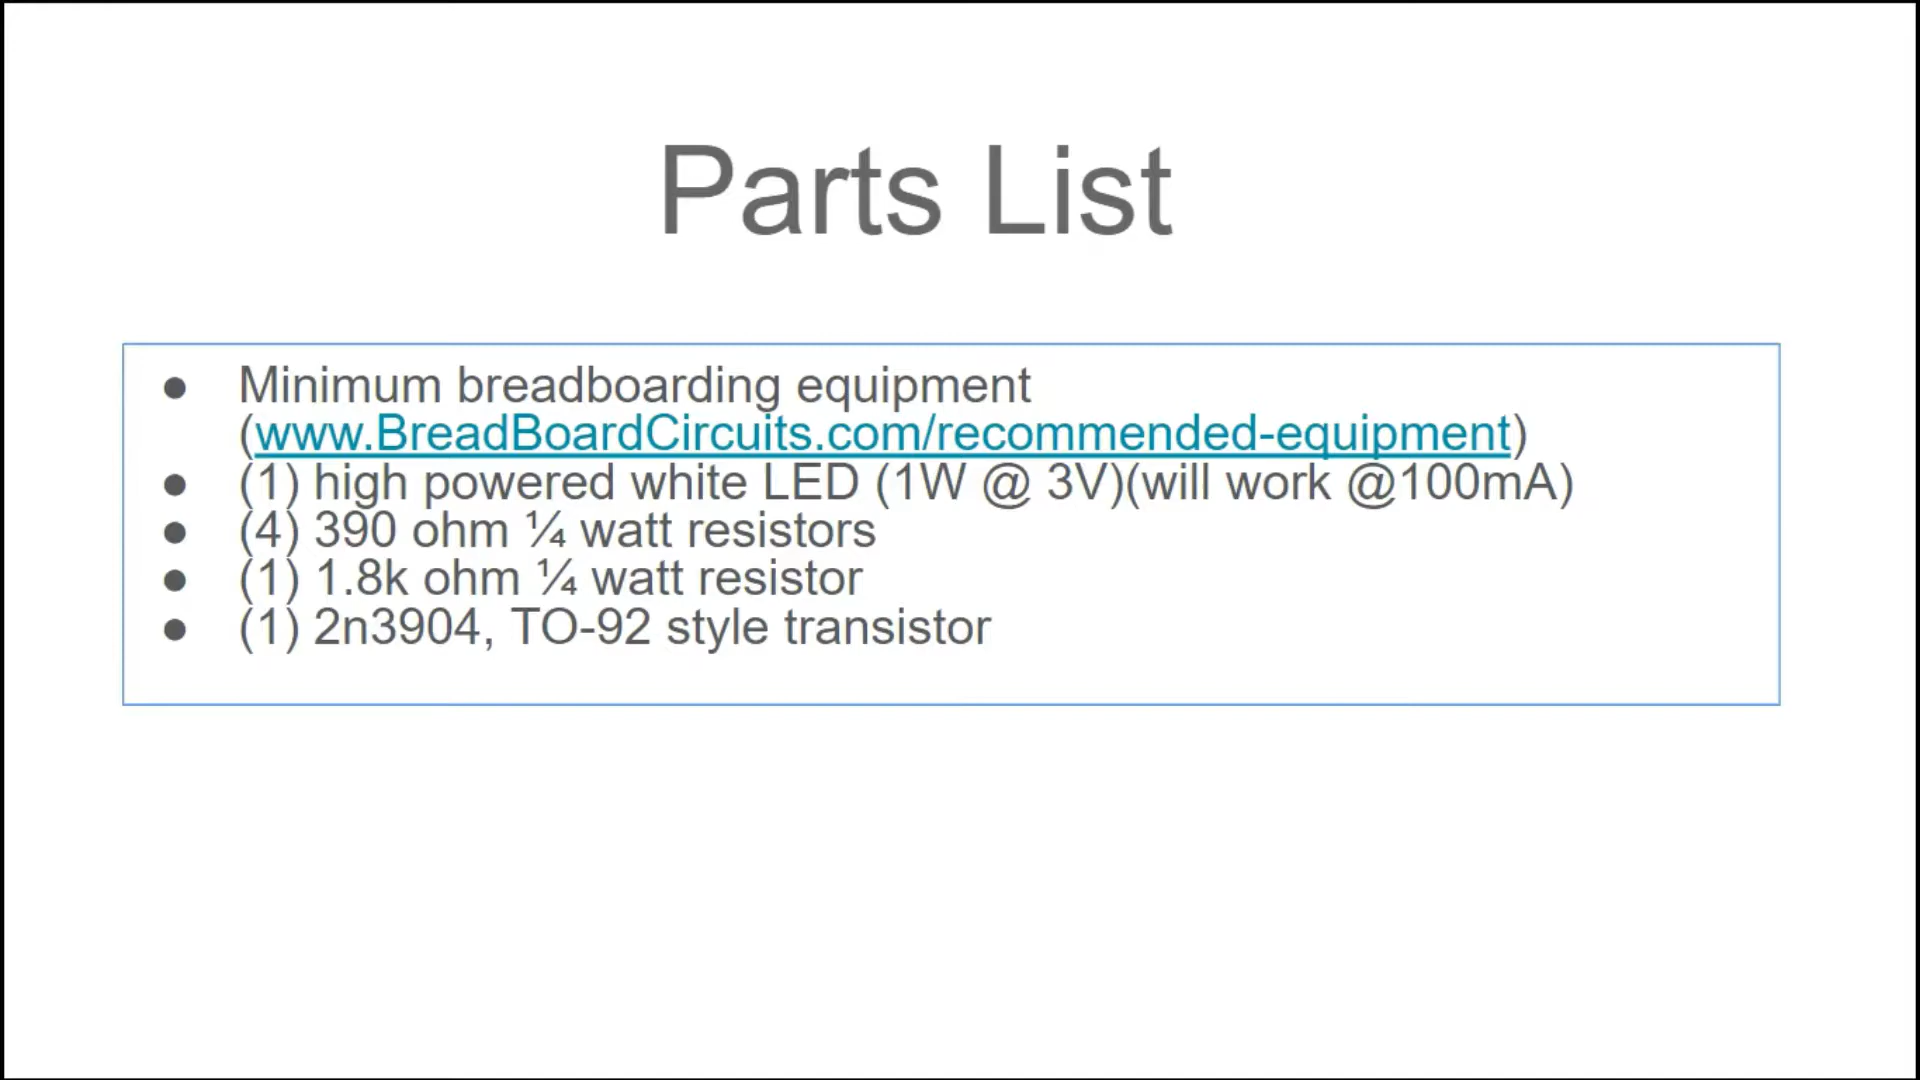 Parts List
● Minimum breadboarding equipment
(www.BreadBoardCircuits.com/recommended-equipment)
● (1) high powered white LED (1W @ 3V)(will work @100mA)
● (4) 390 ohm ¼ watt resistors
● (1) 1.8k ohm ¼ watt resistor
● (1) 2n3904, TO-92 style transistor